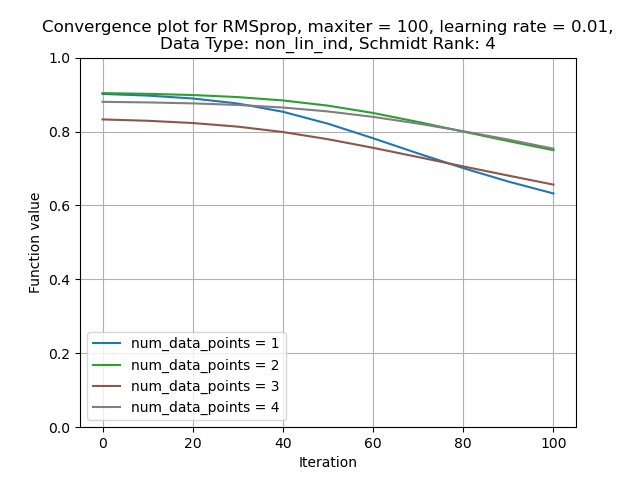 Convergence plot for RMSprop, maxiter = 100, learning rate = 0.01,
Data Type: non_lin_ind, Schmidt Rank: 4
1.0
0.8
0.6
0.4
0.2
0.0
Function value
num_data_points = 1
num_data_points = 2
num_data_points = 3
num_data_points = 4
0 20 40 60 80 100
Iteration